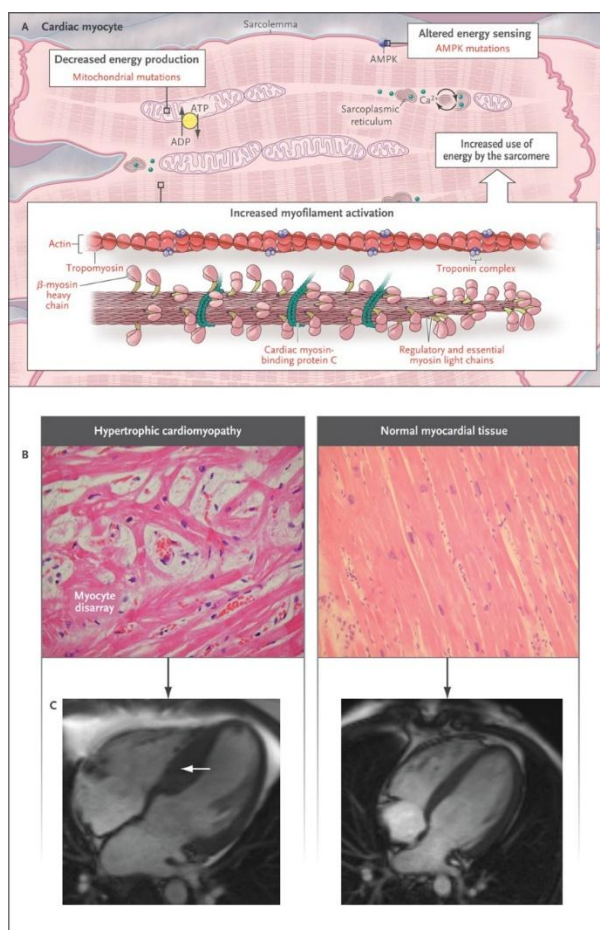 A Cardiac myocyte
Sarcolemma
Altered energy sensing
AMPK mutations
AMPK
Decreased energy production
Mitochondrial mutations
ATP
ADP
Sarcoplasmic
reticulum
Ca2+
Increased use of
energy by the sarcomere
Increased myofilament activation
Actin
Tropomyosin
Troponin complex
β-myosin
heavy
chain
Cardiac myosin-
binding protein C
Regulatory and essential
myosin light chains
Hypertrophic cardiomyopathy
Normal myocardial tissue
B
Myocyte
disarray
C